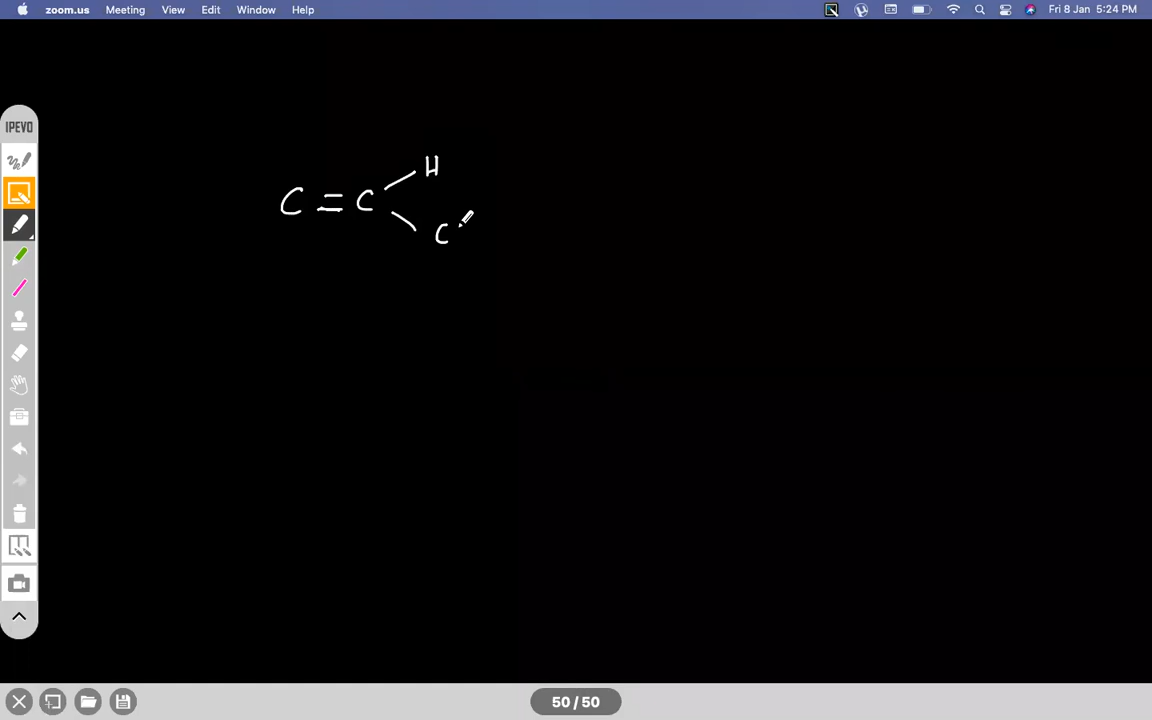 zoom.us Meeting View Edit Window Help Fri 8 Jan 5:24 PM
IPEVO
H
C = C
C
50 / 50